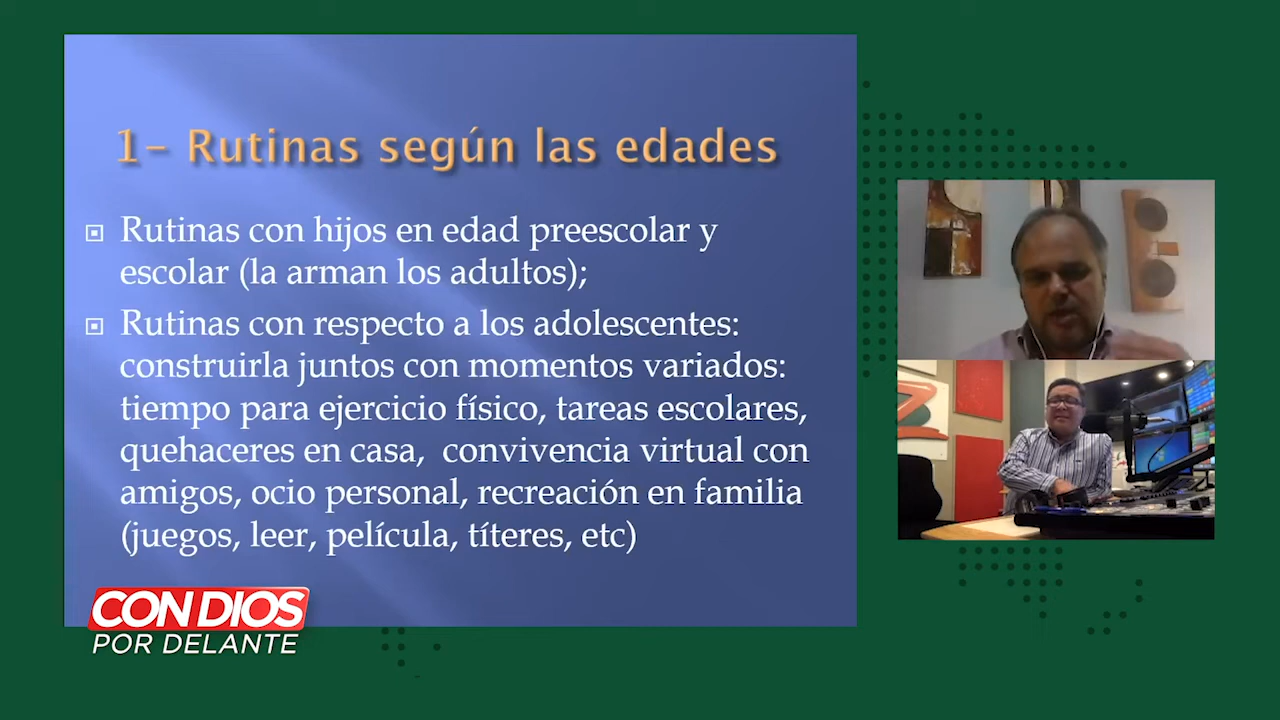 1- Rutinas según las edades
Rutinas con hijos en edad preescolar y
escolar (la arman los adultos);
Rutinas con respecto a los adolescentes:
construirla juntos con momentos variados:
tiempo para ejercicio físico, tareas escolares,
quehaceres en casa, convivencia virtual con
amigos, ocio personal, recreación en familia
(juegos, leer, película, títeres, etc)
CON DIOS
POR DELANTE